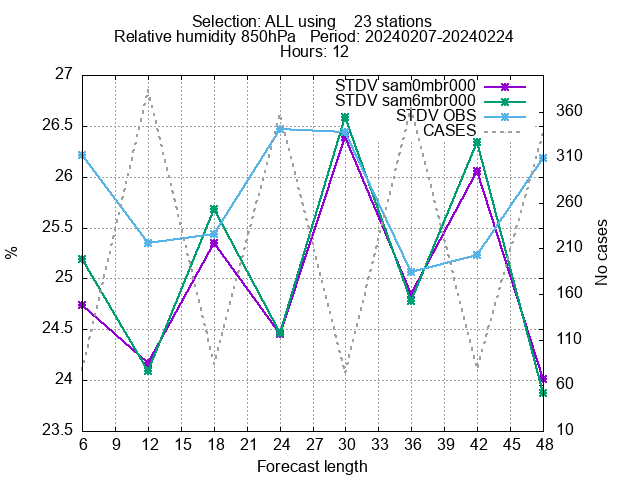 Selection: ALL using 23 stations
Relative humidity 850hPa Period: 20240207-20240224
Hours: 12
27
26.5
26
25.5
25
24.5
24
23.5
%
STDV sam0mbr000
STDV sam6mbr000
STDV OBS
CASES
360
310
260
210
160
110
60
10
No cases
6 9 12 15 18 21 24 27 30 33 36 39 42 45 48
Forecast length